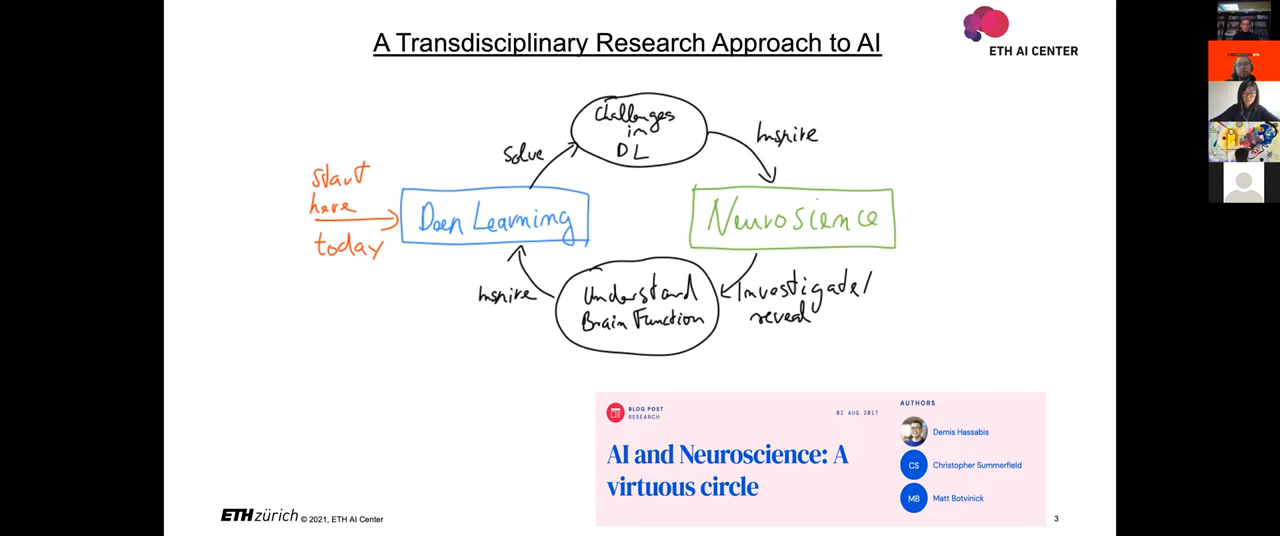 A Transdisciplinary Research Approach to AI
ETH AI CENTER
Challenges
in
DL
solve
Inspire
start
here
today
Deep Learning
Neuroscience
Inspire
Understand
Brain Function
Investigate/
reveal
BLOG POST
RESEARCH
02 AUG 2017
AI and Neuroscience: A
virtuous circle
AUTHORS
Demis Hassabis
CS Christopher Summerfield
MB Matt Botvinick
ETH zürich © 2021, ETH AI Center
3